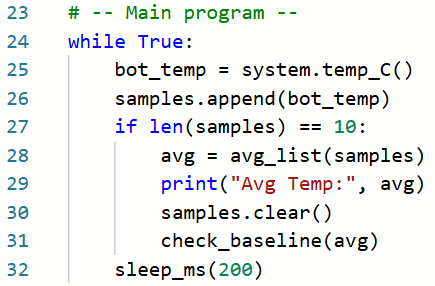 23 # -- Main program --
24 while True:
25     bot_temp = system.temp_C()
26     samples.append(bot_temp)
27     if len(samples) == 10:
28         avg = avg_list(samples)
29         print("Avg Temp:", avg)
30         samples.clear()
31         check_baseline(avg)
32     sleep_ms(200)